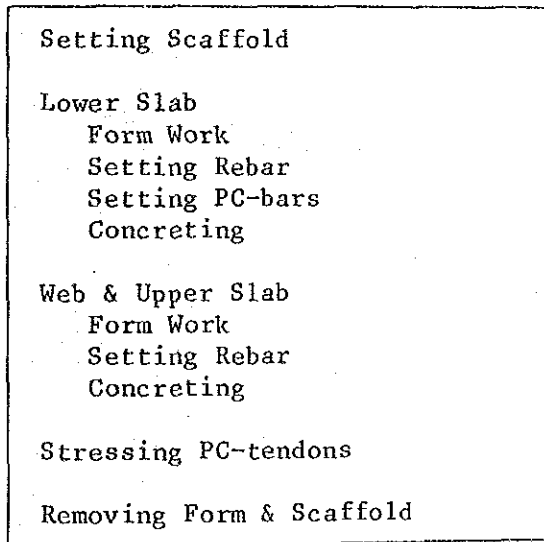 Setting Scaffold
Lower Slab
Form Work
Setting Rebar
Setting PC-bars
Concreting
Web & Upper Slab
Form Work
Setting Rebar
Concreting
Stressing PC-tendons
Removing Form & Scaffold